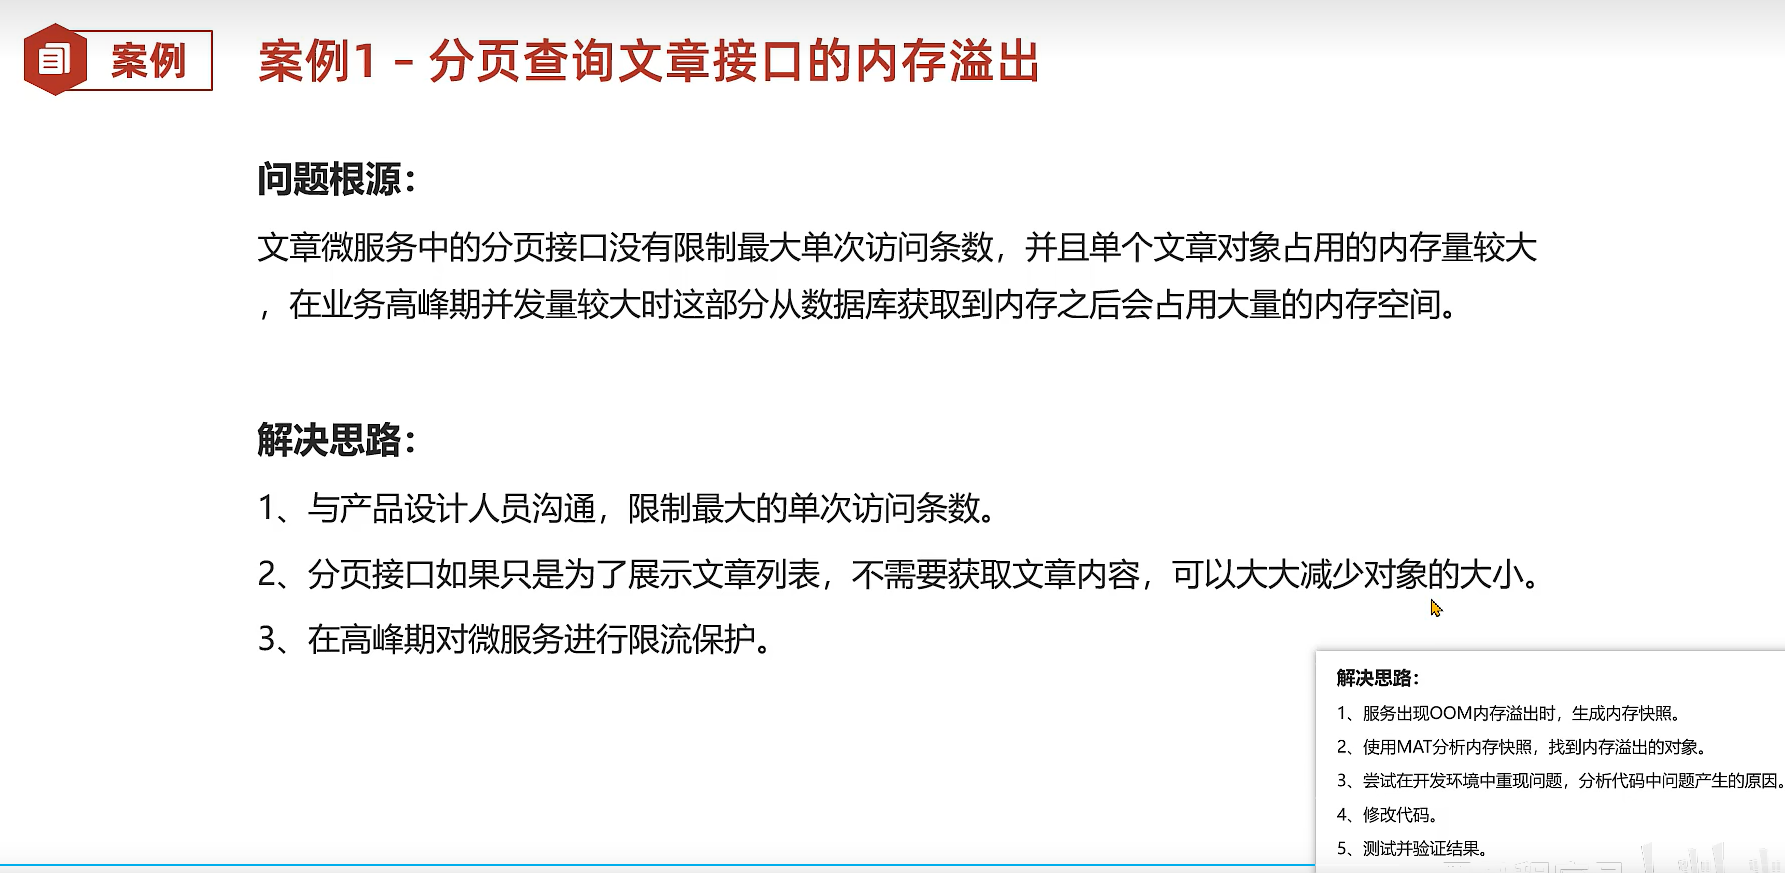 案例
案例1 – 分页查询文章接口的内存溢出
问题根源：
文章微服务中的分页接口没有限制最大单次访问条数，并且单个文章对象占用的内存量较大
，在业务高峰期并发量较大时这部分从数据库获取到内存之后会占用大量的内存空间。
解决思路：
1、与产品设计人员沟通，限制最大的单次访问条数。
2、分页接口如果只是为了展示文章列表，不需要获取文章内容，可以大大减少对象的大小。
3、在高峰期对微服务进行限流保护。
解决思路：
1、服务出现OOM内存溢出时，生成内存快照。
2、使用MAT分析内存快照，找到内存溢出的对象。
3、尝试在开发环境中重现问题，分析代码中问题产生的原因。
4、修改代码。
5、测试并验证结果。